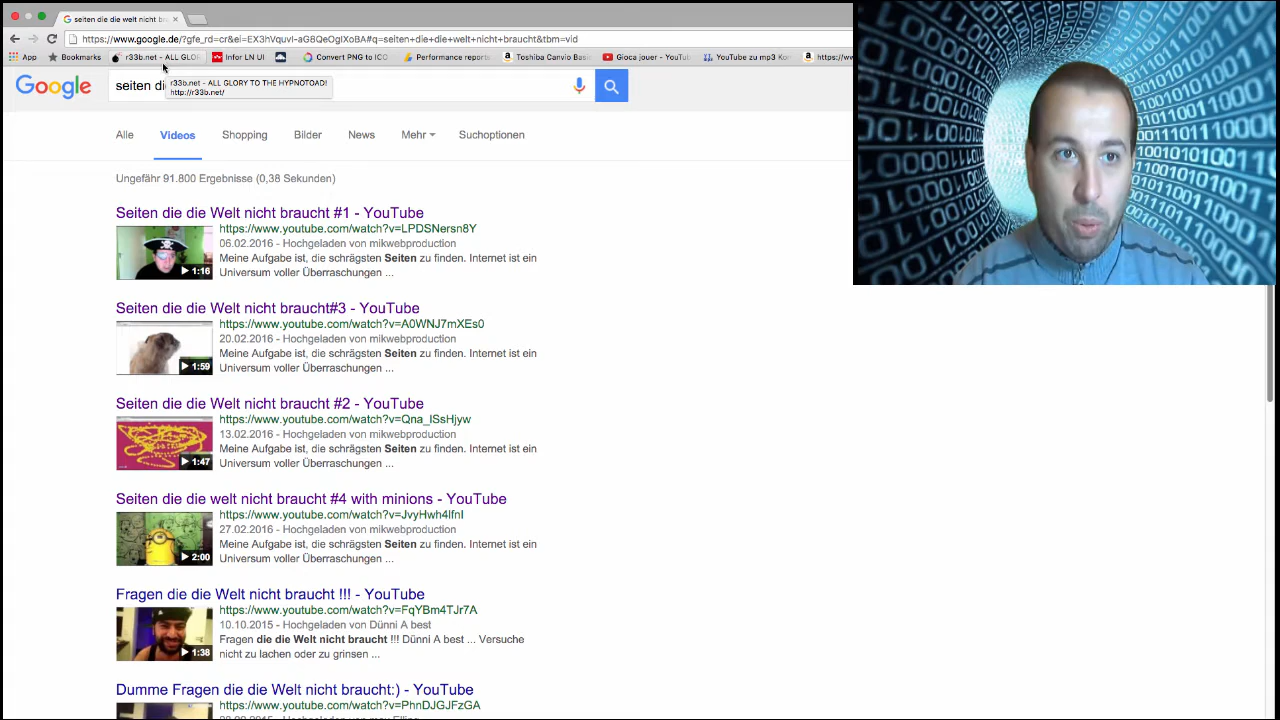 seiten die die welt nicht br
https://www.google.de/?gfe_rd=cr&ei=EX3hVquvI-aG8QeOgIXoBA#q=seiten+die+die+welt+nicht+braucht&tbm=vid
App Bookmarks r33b.net - ALL GLOR Infor LN UI Convert PNG to ICO Performance reports Toshiba Canvio Basic Gioca jour - YouTub YouTube zu mp3 Kon https://ww
r33b.net - ALL GLORY TO THE HYPNOTOAD!
http://r33b.net/
Google seiten di
Alle Videos Shopping Bilder News Mehr Suchoptionen
Ungefähr 91.800 Ergebnisse (0,38 Sekunden)
Seiten die die Welt nicht braucht #1 - YouTube
https://www.youtube.com/watch?v=LPDSNersn8Y
06.02.2016 - Hochgeladen von mikwebproduction
Meine Aufgabe ist, die schrägsten Seiten zu finden. Internet ist ein
Universum voller Überraschungen ...
1:16
Seiten die die Welt nicht braucht#3 - YouTube
https://www.youtube.com/watch?v=A0WNJ7mXEs0
20.02.2016 - Hochgeladen von mikwebproduction
Meine Aufgabe ist, die schrägsten Seiten zu finden. Internet ist ein
Universum voller Überraschungen ...
1:59
Seiten die die Welt nicht braucht #2 - YouTube
https://www.youtube.com/watch?v=Qna_lSsHjyw
13.02.2016 - Hochgeladen von mikwebproduction
Meine Aufgabe ist, die schrägsten Seiten zu finden. Internet ist ein
Universum voller Überraschungen ...
1:47
Seiten die die welt nicht braucht #4 with minions - YouTube
https://www.youtube.com/watch?v=JvyHwh4lfnI
27.02.2016 - Hochgeladen von mikwebproduction
Meine Aufgabe ist, die schrägsten Seiten zu finden. Internet ist ein
Universum voller Überraschungen ...
2:00
Fragen die die Welt nicht braucht !!! - YouTube
https://www.youtube.com/watch?v=FqYBm4TJr7A
10.10.2015 - Hochgeladen von Dünni A best
Fragen die die Welt nicht braucht !!! Dünni A best ... Versuche
nicht zu lachen oder zu grinsen ...
1:38
Dumme Fragen die die Welt nicht braucht:) - YouTube
https://www.youtube.com/watch?v=PhnDJGJFzGA